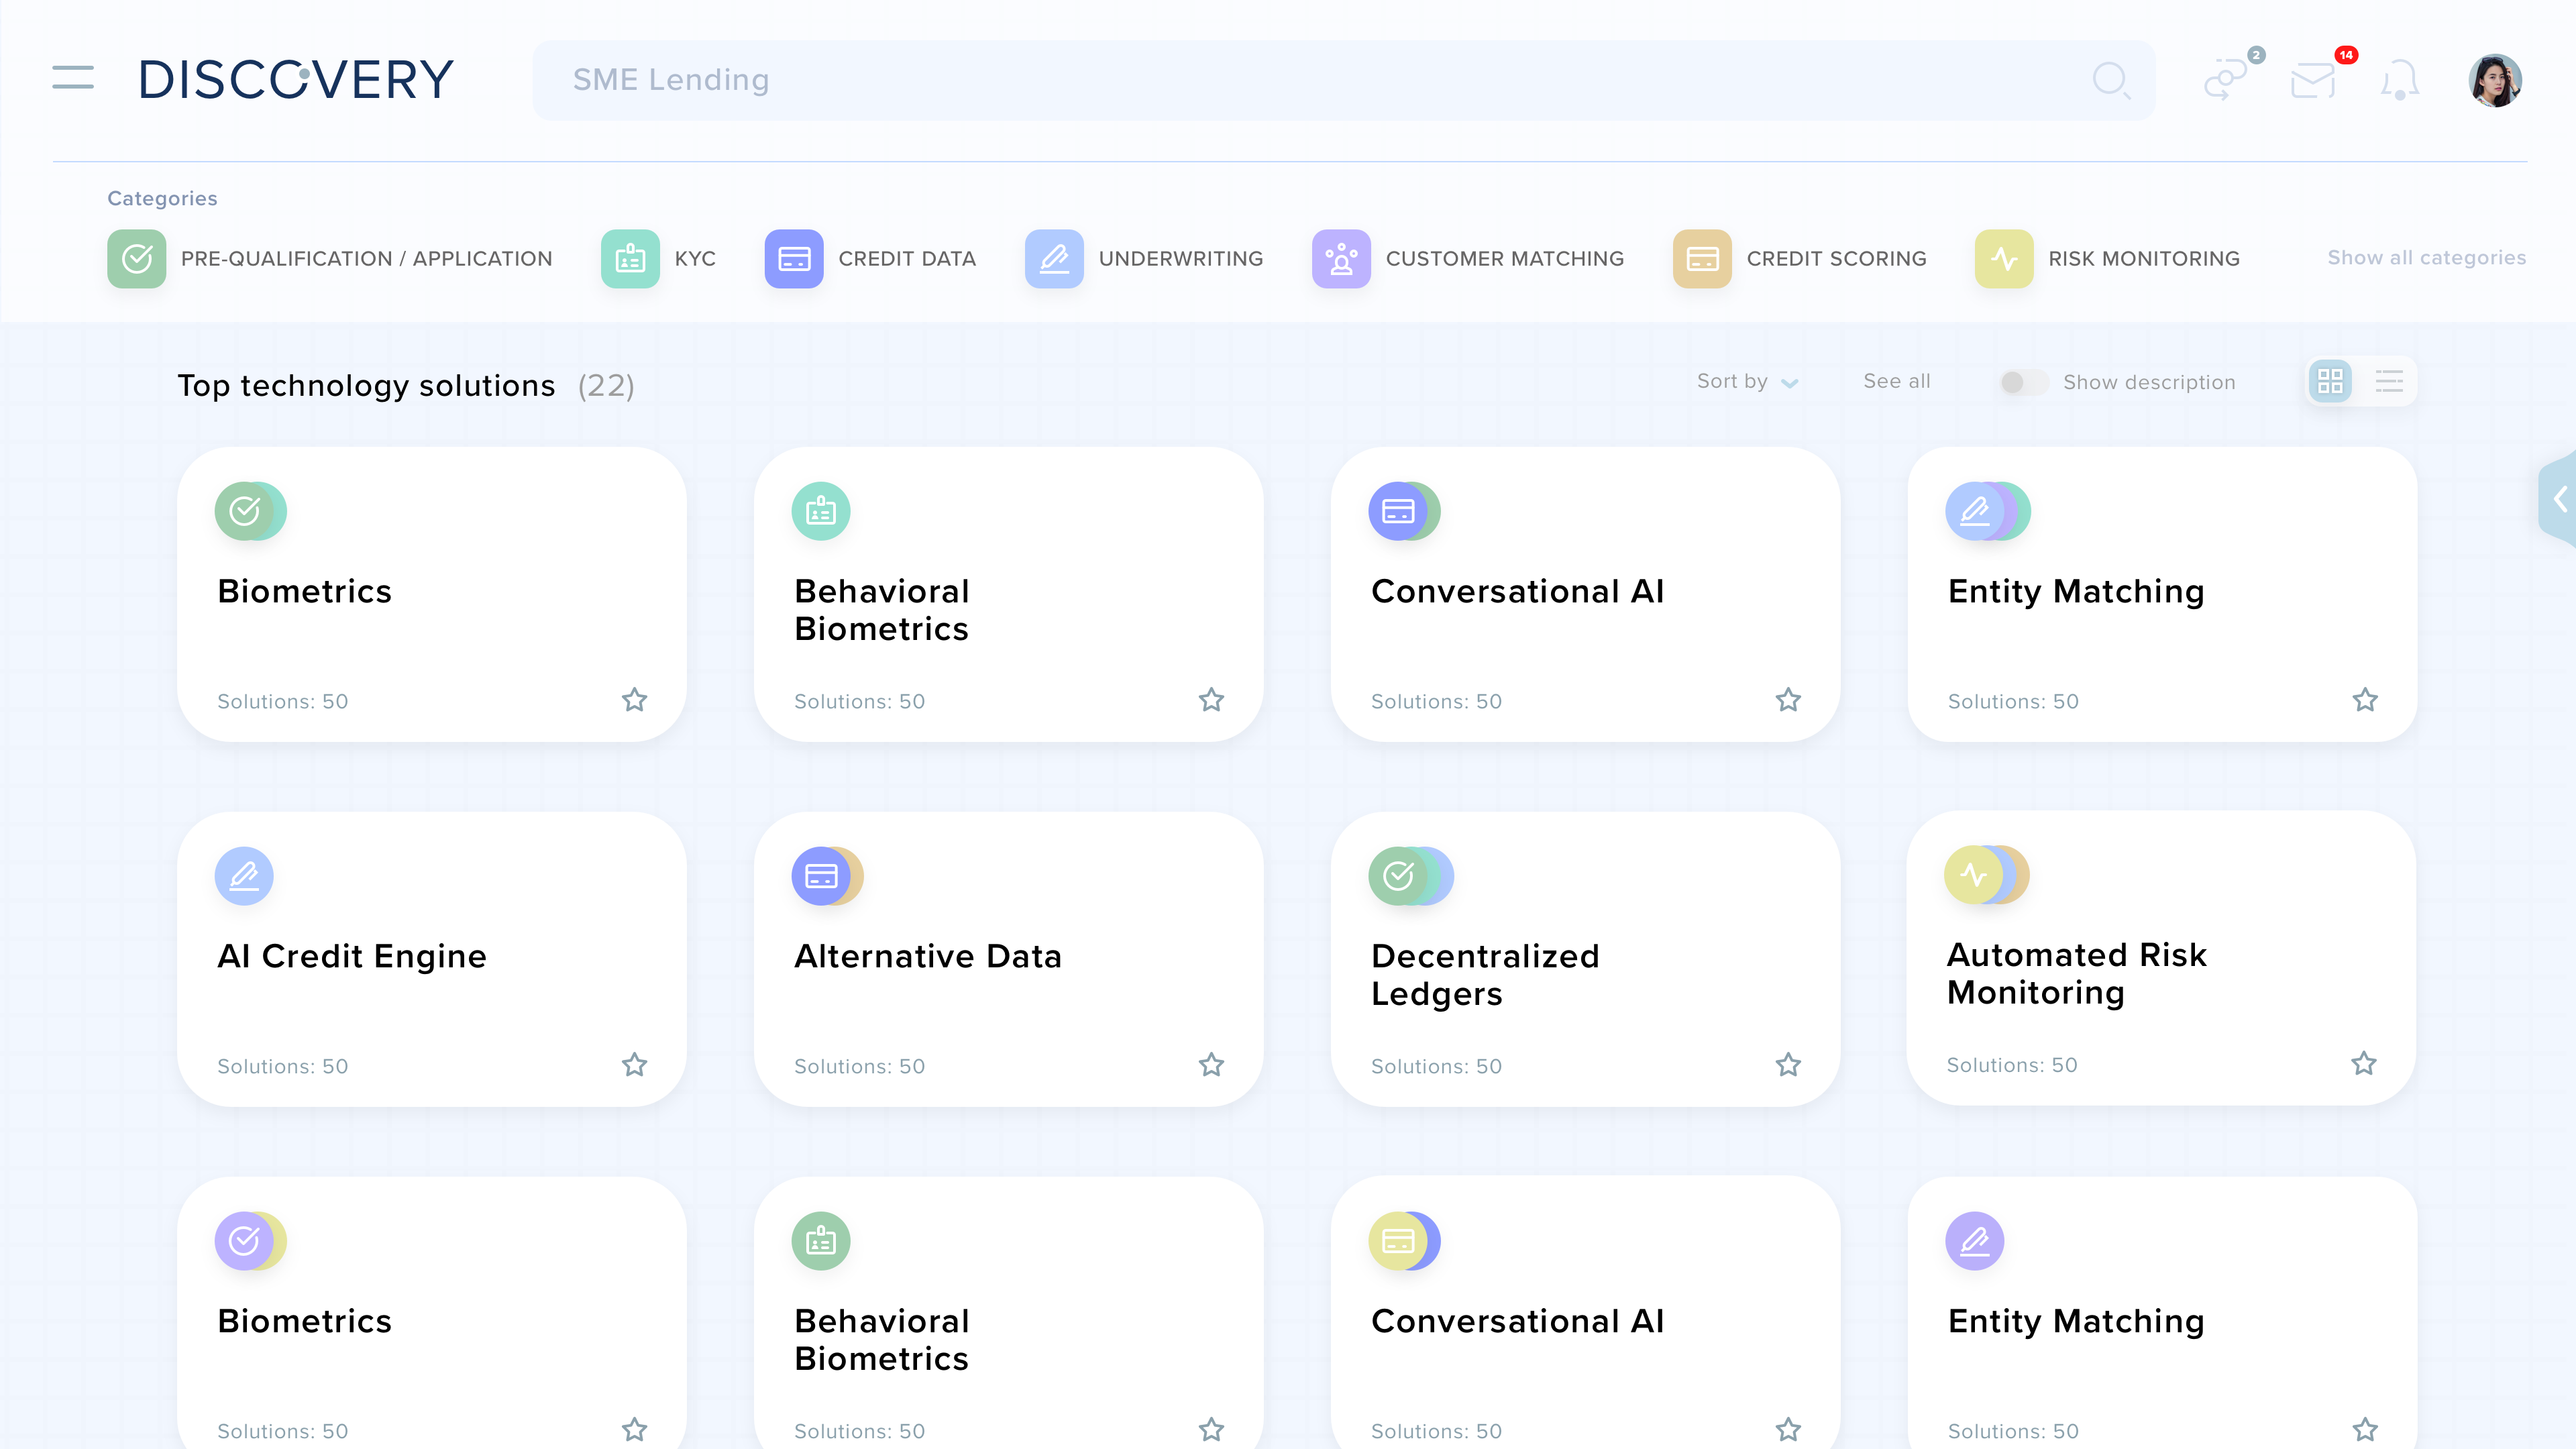 DISCOVERY
SME Lending
2
14
Categories
PRE-QUALIFICATION / APPLICATION
KYC
CREDIT DATA
UNDERWRITING
CUSTOMER MATCHING
CREDIT SCORING
RISK MONITORING
Show all categories
Top technology solutions (22)
Sort by
See all
Show description
Biometrics
Solutions: 50
Behavioral
Biometrics
Solutions: 50
Conversational AI
Solutions: 50
Entity Matching
Solutions: 50
AI Credit Engine
Solutions: 50
Alternative Data
Solutions: 50
Decentralized
Ledgers
Solutions: 50
Automated Risk
Monitoring
Solutions: 50
Biometrics
Solutions: 50
Behavioral
Biometrics
Solutions: 50
Conversational AI
Solutions: 50
Entity Matching
Solutions: 50